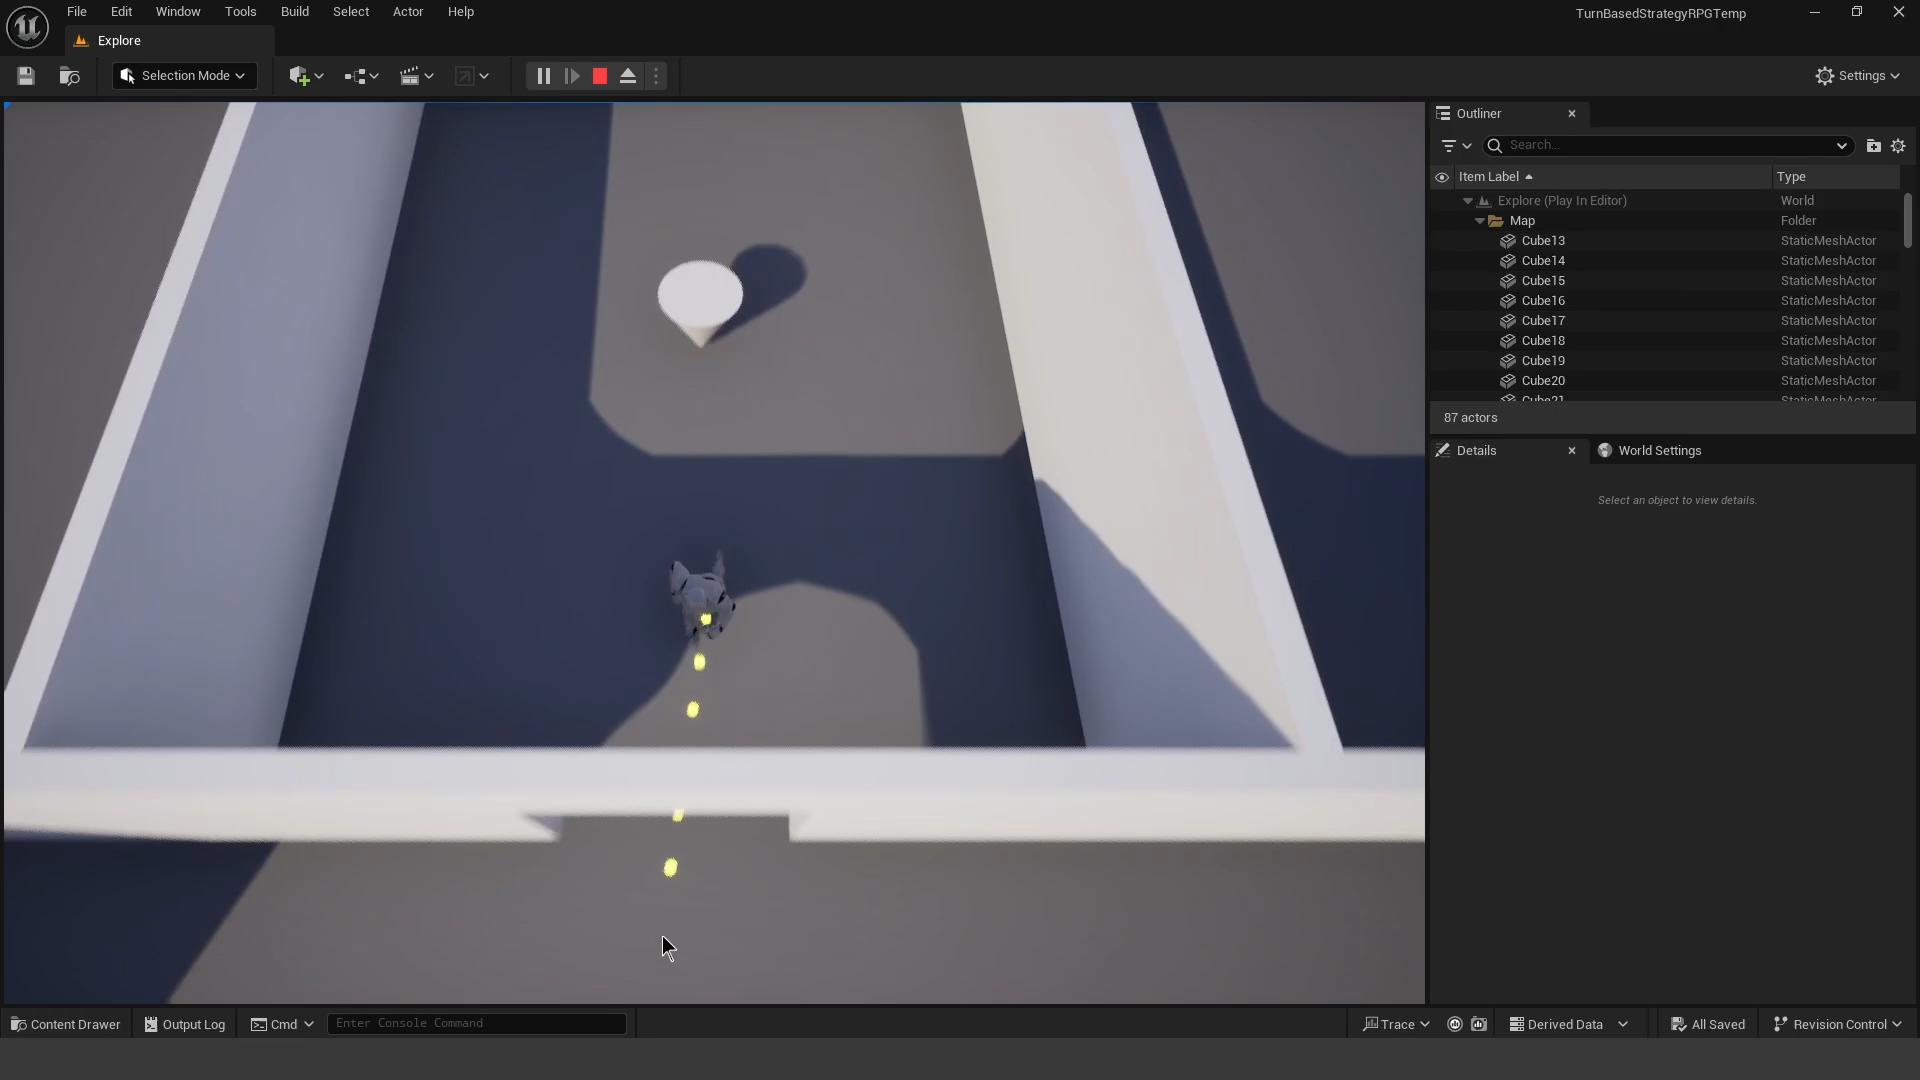 File Edit Window Tools Build Select Actor Help
TurnBasedStrategyRPGTemp
Explore
Selection Mode
Settings
Outliner
Search...
Item Label Type
Explore (Play In Editor) World
Map Folder
Cube13 StaticMeshActor
Cube14 StaticMeshActor
Cube15 StaticMeshActor
Cube16 StaticMeshActor
Cube17 StaticMeshActor
Cube18 StaticMeshActor
Cube19 StaticMeshActor
Cube20 StaticMeshActor
Cube21 StaticMeshActor
87 actors
Details World Settings
Select an object to view details.
Content Drawer Output Log Cmd Enter Console Command Trace Derived Data All Saved Revision Control